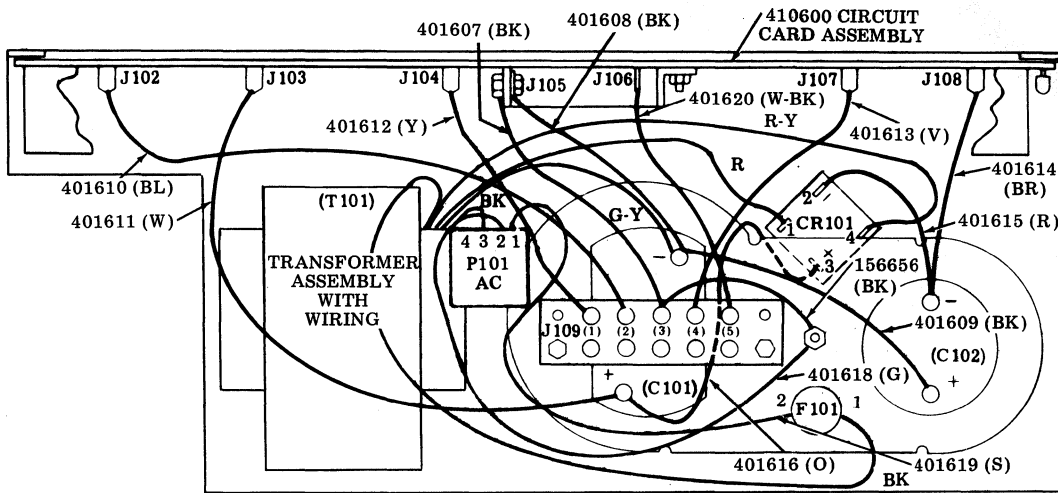 401607 (BK)
401608 (BK)
410600 CIRCUIT
CARD ASSEMBLY
J102
J103
J104
J105
J106
J107
J108
401620 (W-BK)
R-Y
401612 (Y)
401613 (V)
401614
(BR)
401610 (BL)
401611 (W)
401615 (R)
(T101)
BK
R
G-Y
2
1
CR101
4
3
×
4 3 2 1
P101
AC
TRANSFORMER
ASSEMBLY
WITH
WIRING
−
156656
(BK)
−
401609 (BK)
J109
(1)
(2)
(3)
(4)
(5)
(C102)
+
+
(C101)
401618 (G)
2
F101
1
401616 (O)
401619 (S)
BK